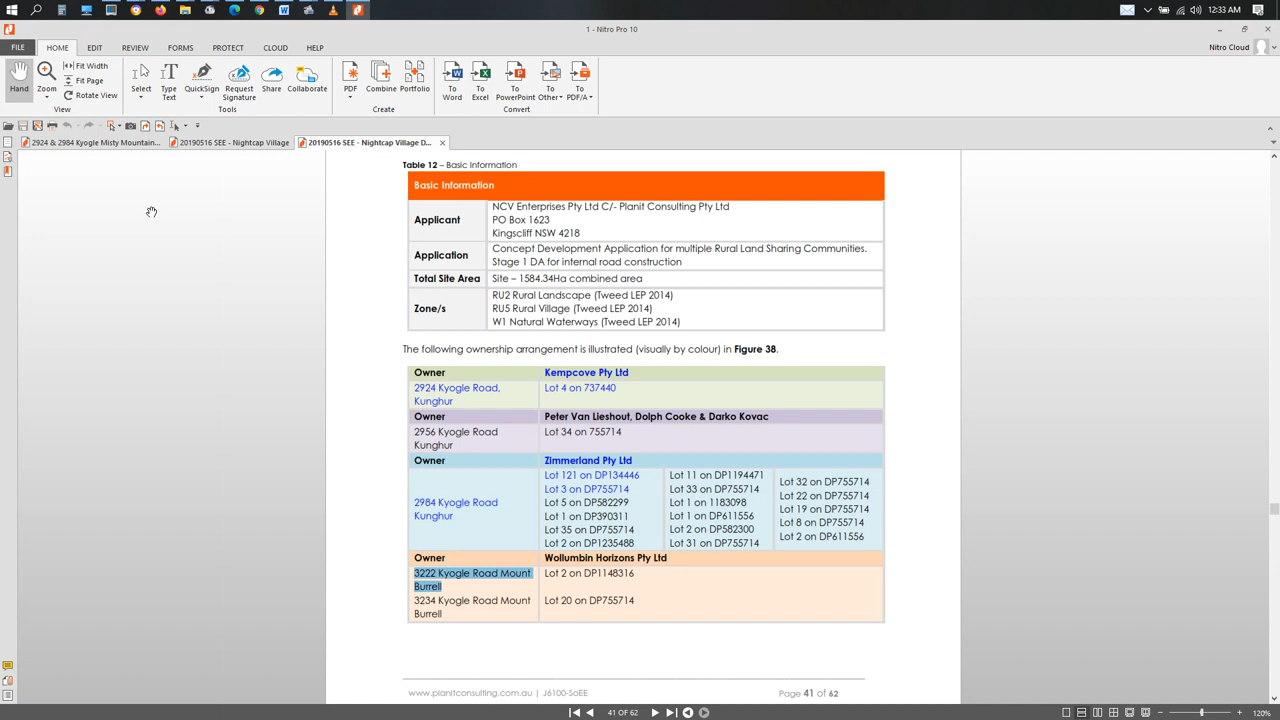 12:33 AM
1 - Nitro Pro 10
FILE HOME EDIT REVIEW FORMS PROTECT CLOUD HELP
Nitro Cloud
Hand
Zoom
Fit Width
Fit Page
Rotate View
View
Select
Type Text
QuickSign
Request Signature
Share
Collaborate
Tools
PDF
Combine
Portfolio
Create
To Word
To Excel
To PowerPoint
To Other
To PDF/A
Convert
2924 & 2984 Kyogle Misty Mountain...
20190516 SEE - Nightcap Village
20190516 SEE - Nightcap Village D...
Table 12 – Basic Information
Basic Information
Applicant
NCV Enterprises Pty Ltd C/- Planit Consulting Pty Ltd
PO Box 1623
Kingscliff NSW 4218
Application
Concept Development Application for multiple Rural Land Sharing Communities.
Stage 1 DA for internal road construction
Total Site Area Site – 1584.34Ha combined area
Zone/s
RU2 Rural Landscape (Tweed LEP 2014)
RU5 Rural Village (Tweed LEP 2014)
W1 Natural Waterways (Tweed LEP 2014)
The following ownership arrangement is illustrated (visually by colour) in Figure 38.
Owner Kempcove Pty Ltd
2924 Kyogle Road, Lot 4 on 737440
Kunghur
Owner Peter Van Lieshout, Dolph Cooke & Darko Kovac
2956 Kyogle Road Lot 34 on 755714
Kunghur
Owner Zimmerland Pty Ltd
2984 Kyogle Road
Kunghur
Lot 121 on DP134446
Lot 3 on DP755714
Lot 5 on DP582299
Lot 1 on DP390311
Lot 35 on DP755714
Lot 2 on DP1235488
Lot 11 on DP1194471
Lot 33 on DP755714
Lot 1 on 1183098
Lot 1 on DP611556
Lot 2 on DP582300
Lot 31 on DP755714
Lot 32 on DP755714
Lot 22 on DP755714
Lot 19 on DP755714
Lot 8 on DP755714
Lot 2 on DP611556
Owner Wollumbin Horizons Pty Ltd
3222 Kyogle Road Mount Lot 2 on DP1148316
Burrell
3234 Kyogle Road Mount Lot 20 on DP755714
Burrell
www.planitconsulting.com.au | J6100-SoEE Page 41 of 62
41 OF 62
120%